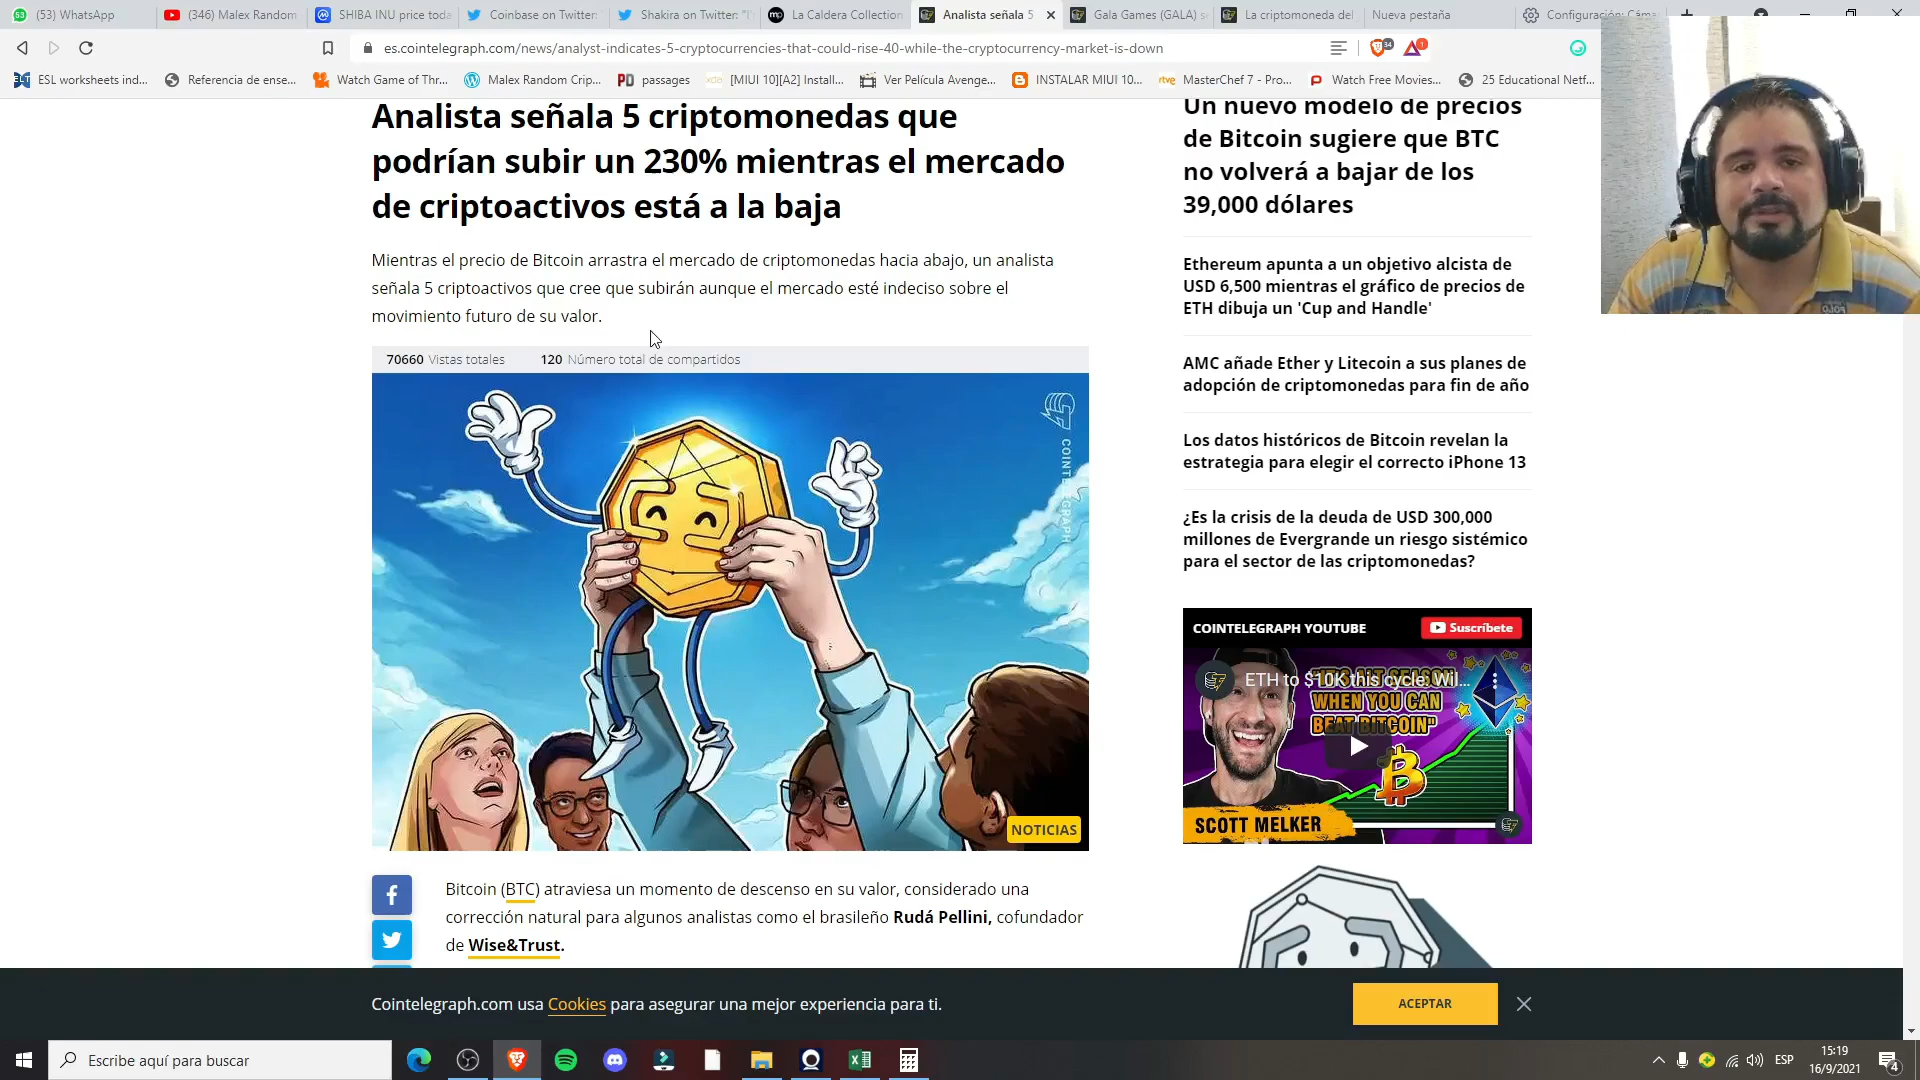 (53) WhatsApp
(346) Malex Random
SHIBA INU price toda
Coinbase on Twitter:
Shakira on Twitter: "I'
La Caldera Collection
Analista señala 5
Gala Games (GALA) s
La criptomoneda del
Nueva pestaña
Configuración: Cáma
es.cointelegraph.com/news/analyst-indicates-5-cryptocurrencies-that-could-rise-40-while-the-cryptocurrency-market-is-down
34
1
ESL worksheets ind...
Referencia de ense...
Watch Game of Thr...
Malex Random Crip...
passages
[MIUI 10][A2] Install...
Ver Película Avenge...
INSTALAR MIUI 10...
rtve
MasterChef 7 - Pro...
Watch Free Movies...
25 Educational Netf...
Analista señala 5 criptomonedas que
podrían subir un 230% mientras el mercado
de criptoactivos está a la baja
Mientras el precio de Bitcoin arrastra el mercado de criptomonedas hacia abajo, un analista
señala 5 criptoactivos que cree que subirán aunque el mercado esté indeciso sobre el
movimiento futuro de su valor.
70660 Vistas totales
120 Número total de compartidos
COINTELEGRAPH
NOTICIAS
Bitcoin (BTC) atraviesa un momento de descenso en su valor, considerado una
corrección natural para algunos analistas como el brasileño Rudá Pellini, cofundador
de Wise&Trust.
Un nuevo modelo de precios
de Bitcoin sugiere que BTC
no volverá a bajar de los
39,000 dólares
Ethereum apunta a un objetivo alcista de
USD 6,500 mientras el gráfico de precios de
ETH dibuja un 'Cup and Handle'
AMC añade Ether y Litecoin a sus planes de
adopción de criptomonedas para fin de año
Los datos históricos de Bitcoin revelan la
estrategia para elegir el correcto iPhone 13
¿Es la crisis de la deuda de USD 300,000
millones de Evergrande un riesgo sistémico
para el sector de las criptomonedas?
COINTELEGRAPH YOUTUBE
Suscríbete
ETH to $10K this cycle. Wil...
"IT'S ALT SEASON
WHEN YOU CAN
BEAT BITCOIN"
SCOTT MELKER
POLO
Cointelegraph.com usa Cookies para asegurar una mejor experiencia para ti.
ACEPTAR
Escribe aquí para buscar
ESP
15:19
16/9/2021
4